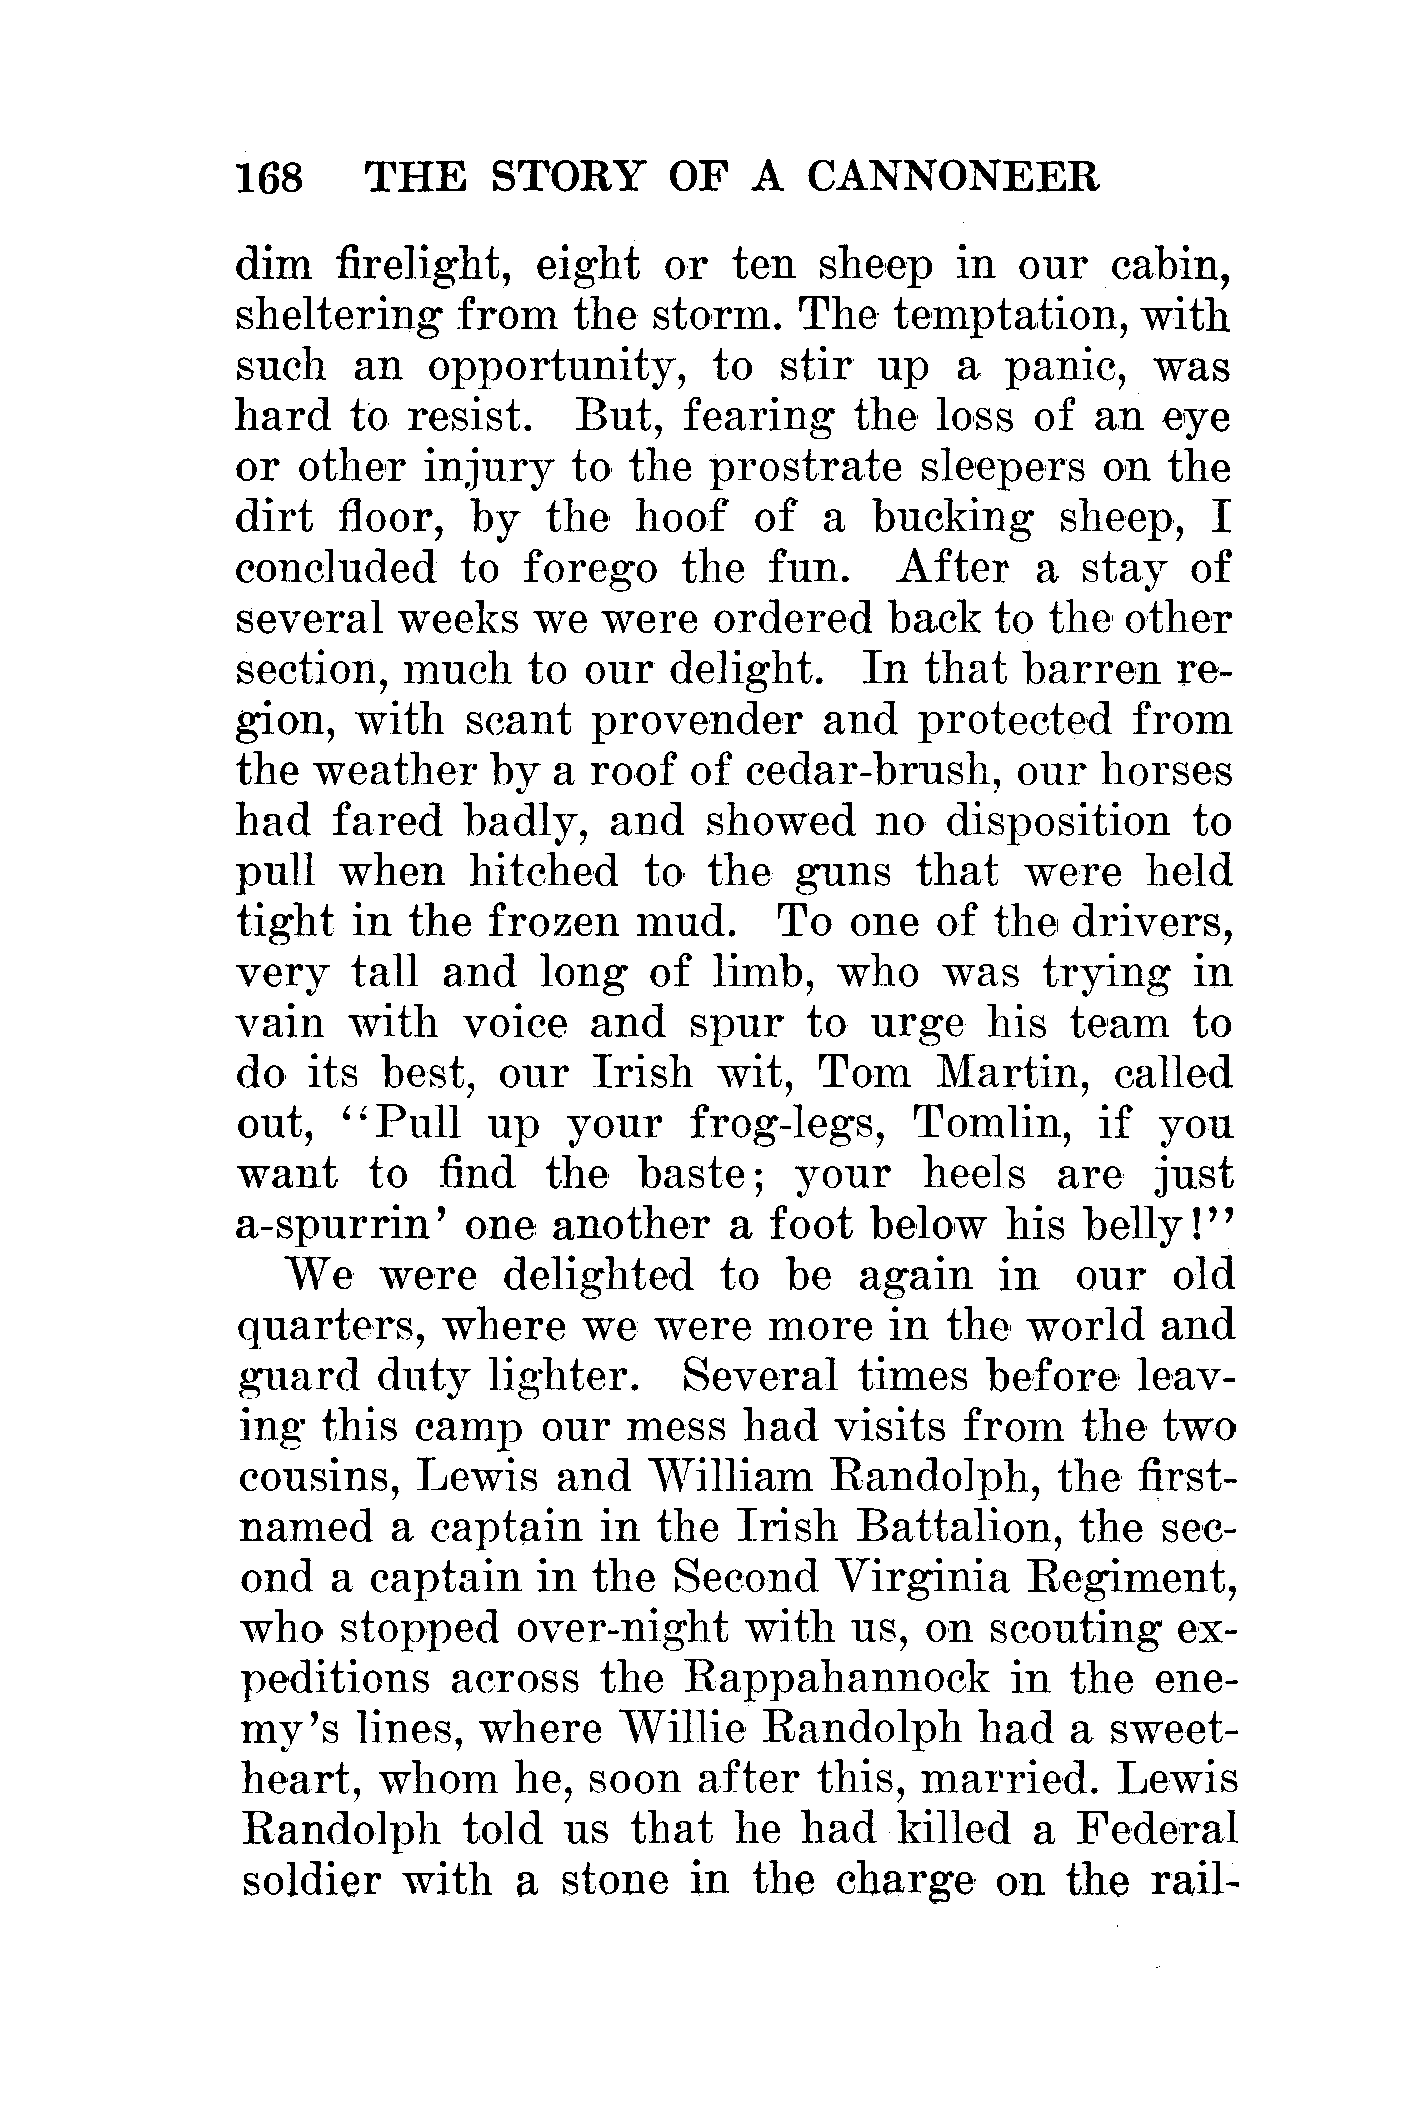 168 THE STORY OF A CANNONEER
dim firelight, eight or ten sheep in our cabin,
sheltering from the storm. The temptation, with
such an opportunity, to stir up a panic, was
hard to resist. But, fearing the loss of an eye
or other injury to the prostrate sleepers on the
dirt floor, by the hoof of a bucking sheep, I
concluded to forego the fun. After a stay of
several weeks we were ordered back to the other
section, much to our delight. In that barren re-
gion, with scant provender and protected from
the weather by a roof of cedar-brush, our horses
had fared badly, and showed no disposition to
pull when hitched to the guns that were held
tight in the frozen mud. To one of the drivers,
very tall and long of limb, who was trying in
vain with voice and spur to urge his team to
do its best, our Irish wit, Tom Martin, called
out, “Pull up your frog-legs, Tomlin, if you
want to find the baste; your heels are just
a-spurrin’ one another a foot below his belly!”
We were delighted to be again in our old
quarters, where we were more in the world and
guard duty lighter. Several times before leav-
ing this camp our mess had visits from the two
cousins, Lewis and William Randolph, the first-
named a captain in the Irish Battalion, the sec-
ond a captain in the Second Virginia Regiment,
who stopped over-night with us, on scouting ex-
peditions across the Rappahannock in the ene-
my’s lines, where Willie Randolph had a sweet-
heart, whom he, soon after this, married. Lewis
Randolph told us that he had killed a Federal
soldier with a stone in the charge on the rail-